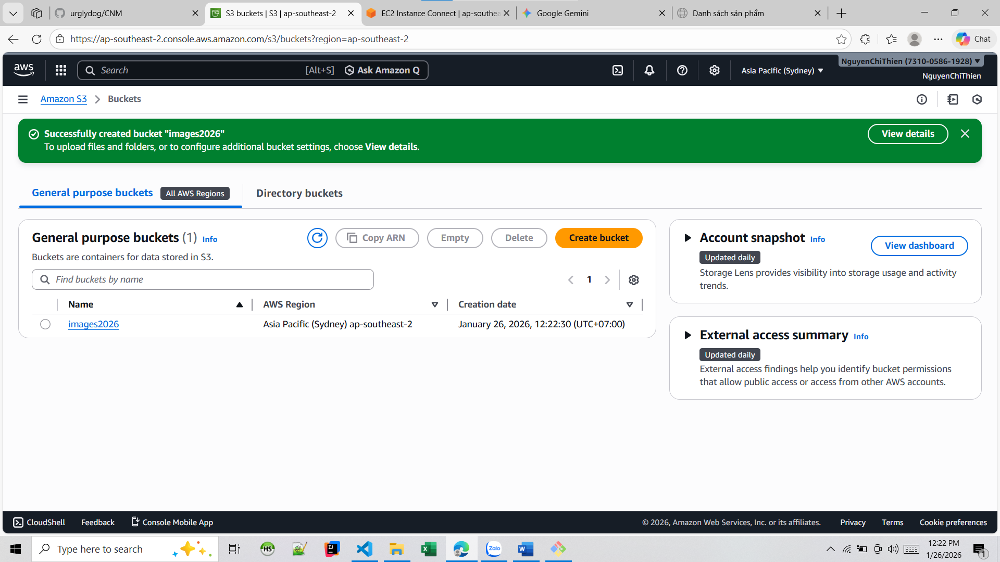 urglydog/CNM
S3 buckets | S3 | ap-southeast-2
EC2 Instance Connect | ap-southea
Google Gemini
Danh sách sản phẩm
https://ap-southeast-2.console.aws.amazon.com/s3/buckets?region=ap-southeast-2
Chat
aws
Search
[Alt+S]
Ask Amazon Q
Asia Pacific (Sydney)
NguyenChiThien (7310-0586-1928)
NguyenChiThien
Amazon S3
Buckets
Successfully created bucket "images2026"
To upload files and folders, or to configure additional bucket settings, choose View details.
View details
General purpose buckets
All AWS Regions
Directory buckets
General purpose buckets (1) Info
Copy ARN
Empty
Delete
Create bucket
Buckets are containers for data stored in S3.
Find buckets by name
1
Name
AWS Region
Creation date
images2026
Asia Pacific (Sydney) ap-southeast-2
January 26, 2026, 12:22:30 (UTC+07:00)
Account snapshot Info
Updated daily
View dashboard
Storage Lens provides visibility into storage usage and activity
trends.
External access summary Info
Updated daily
External access findings help you identify bucket permissions
that allow public access or access from other AWS accounts.
CloudShell
Feedback
Console Mobile App
© 2026, Amazon Web Services, Inc. or its affiliates.
Privacy
Terms
Cookie preferences
Type here to search
HS
IJ
Zalo
W
12:22 PM
1/26/2026
1